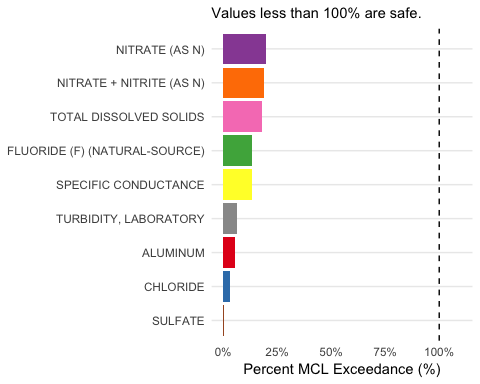 Values less than 100% are safe.
NITRATE (AS N)
NITRATE + NITRITE (AS N)
TOTAL DISSOLVED SOLIDS
FLUORIDE (F) (NATURAL-SOURCE)
SPECIFIC CONDUCTANCE
TURBIDITY, LABORATORY
ALUMINUM
CHLORIDE
SULFATE
0% 25% 50% 75% 100%
Percent MCL Exceedance (%)